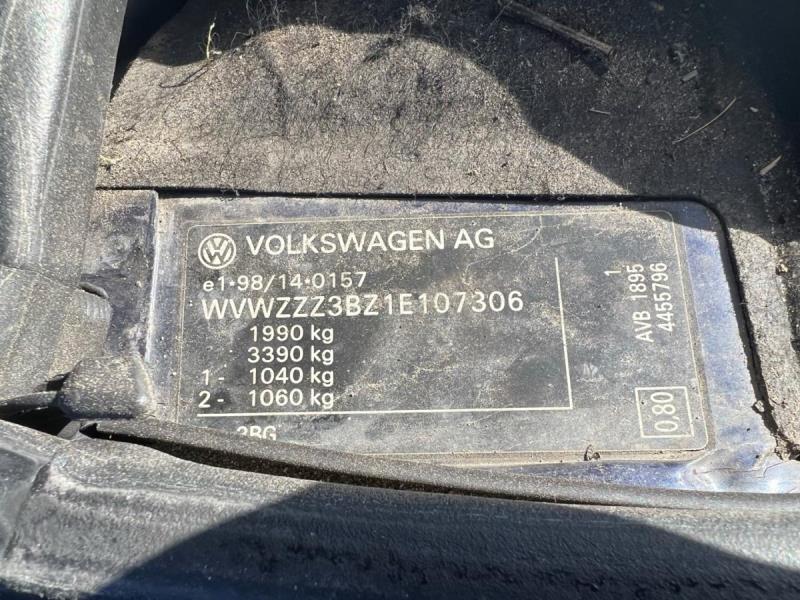 VOLKSWAGEN AG
e1•98/14•0157
WVWZZZ3BZ1E107306
1990 kg
3390 kg
1 - 1040 kg
2 - 1060 kg
3BG
1
AVB 1895
4455796
0,80